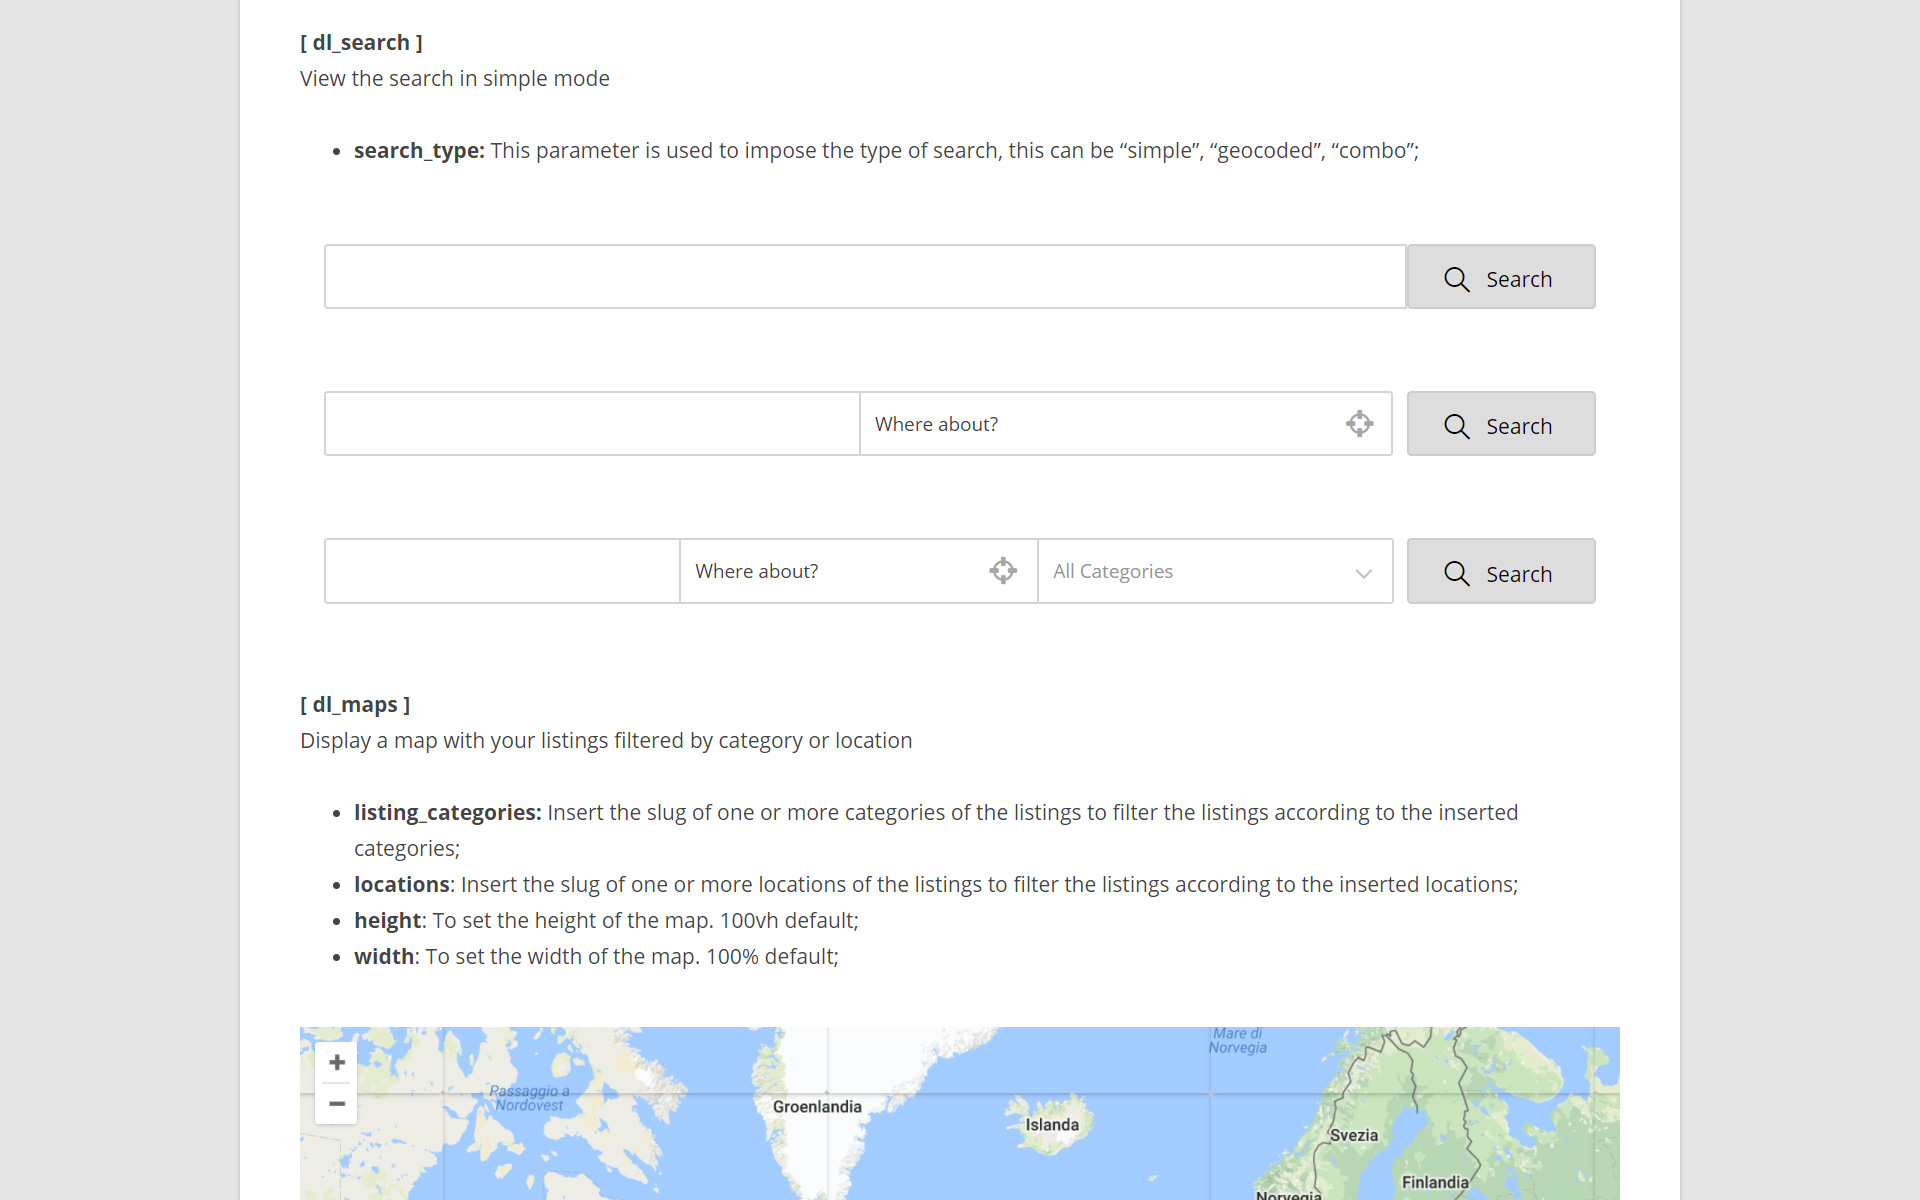 [ dl_search ]
View the search in simple mode
• search_type: This parameter is used to impose the type of search, this can be “simple”, “geocoded”, “combo”;
Search
Where about?
Search
Where about?
All Categories
Search
[ dl_maps ]
Display a map with your listings filtered by category or location
• listing_categories: Insert the slug of one or more categories of the listings to filter the listings according to the inserted
categories;
• locations: Insert the slug of one or more locations of the listings to filter the listings according to the inserted locations;
• height: To set the height of the map. 100vh default;
• width: To set the width of the map. 100% default;
+
−
Mare di
Norvegia
Passaggio a
Nordovest
Groenlandia
Islanda
Svezia
Finlandia
Norvegia